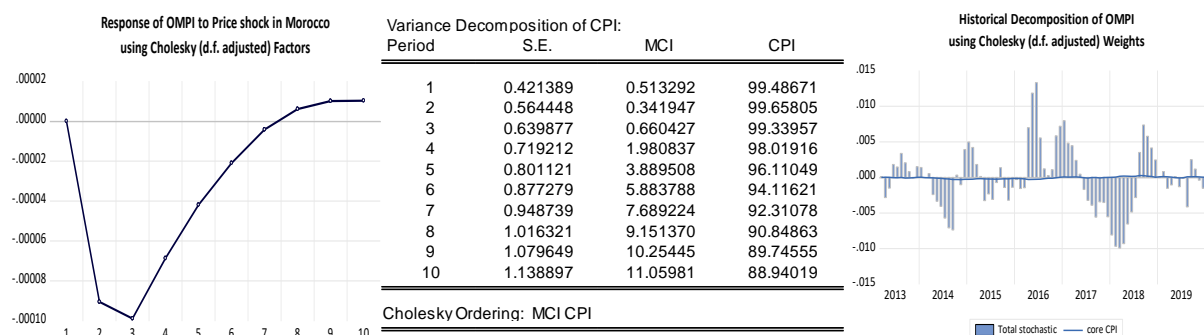 Response of OMPI to Price shock in Morocco
using Cholesky (d.f. adjusted) Factors
.00002
.00000
-.00002
-.00004
-.00006
-.00008
-.00010
1 2 3 4 5 6 7 8 9 10
Variance Decomposition of CPI:
Period S.E. MCI CPI
1 0.421389 0.513292 99.48671
2 0.564448 0.341947 99.65805
3 0.639877 0.660427 99.33957
4 0.719212 1.980837 98.01916
5 0.801121 3.889508 96.11049
6 0.877279 5.883788 94.11621
7 0.948739 7.689224 92.31078
8 1.016321 9.151370 90.84863
9 1.079649 10.25445 89.74555
10 1.138897 11.05981 88.94019
Cholesky Ordering: MCI CPI
Historical Decomposition of OMPI
using Cholesky (d.f. adjusted) Weights
.015
.010
.005
.000
-.005
-.010
-.015
2013 2014 2015 2016 2017 2018 2019
Total stochastic core CPI